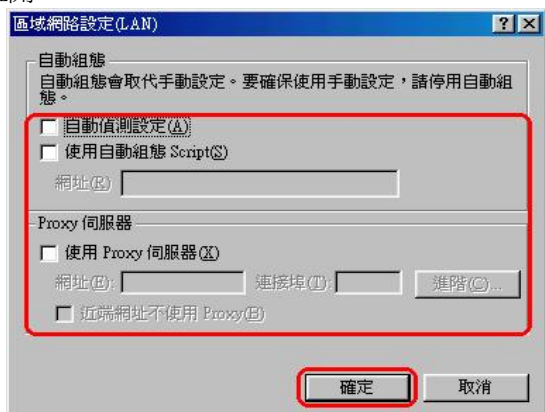 區域網路設定(LAN)
自動組態
自動組態會取代手動設定。要確保使用手動設定,請停用自動組
態。
自動偵測設定(A)
使用自動組態 Script(S)
網址(R)
Proxy 伺服器
使用 Proxy 伺服器(X)
網址(E): 連接埠(T): 進階(C)...
近端網址不使用 Proxy(B)
確定 取消